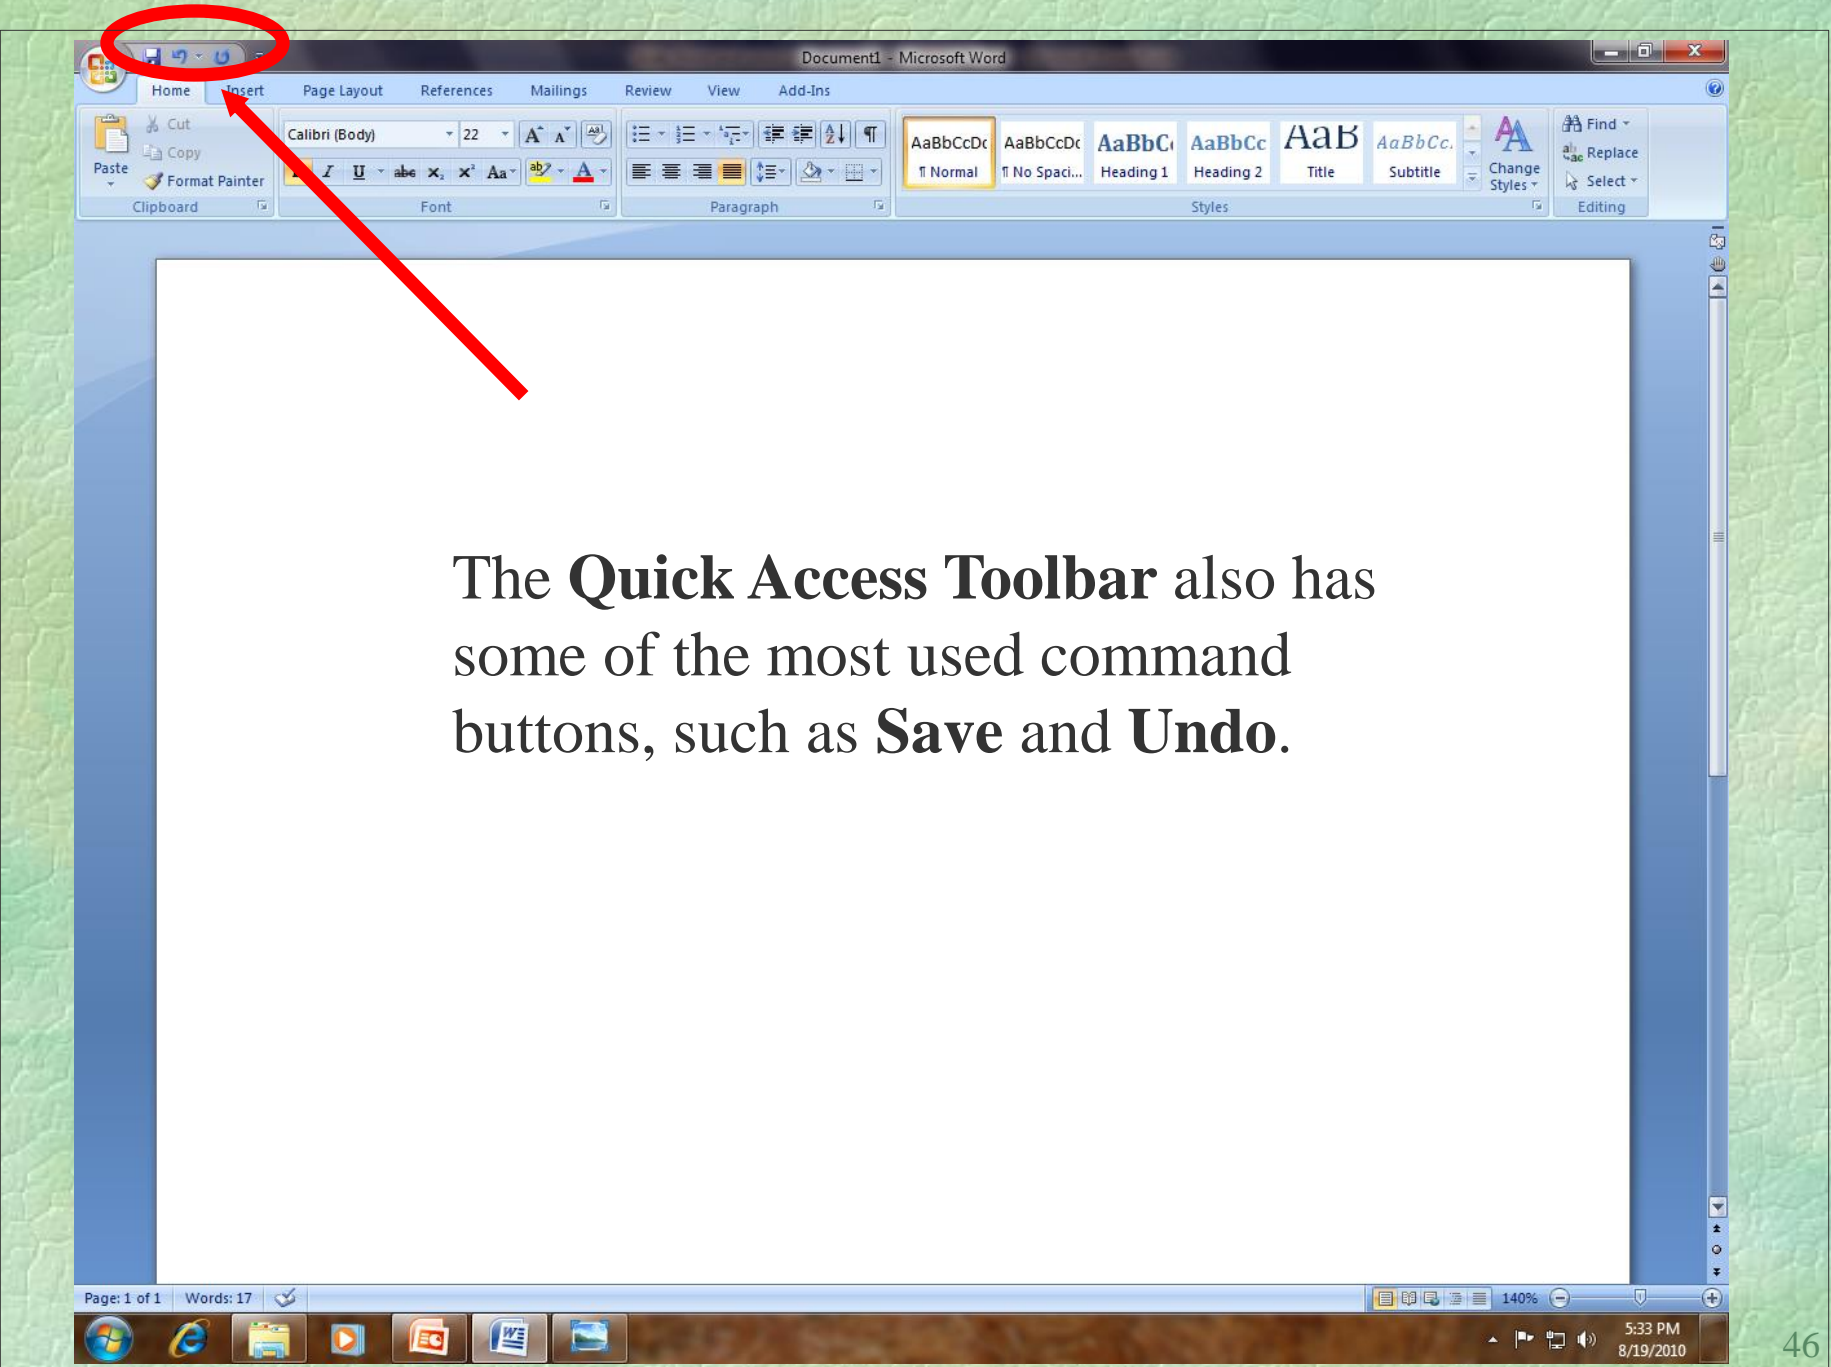 Document1 - Microsoft Word
Home Insert Page Layout References Mailings Review View Add-Ins
Cut
Copy
Paste
Format Painter
Clipboard
Calibri (Body) 22
I U abc x₂ x² Aa
Font
Paragraph
AaBbCcDc AaBbCcDc AaBbC AaBbCc AaB AaBbCc.
¶ Normal ¶ No Spaci... Heading 1 Heading 2 Title Subtitle
Change Styles
Styles
Find
Replace
Select
Editing
The Quick Access Toolbar also has
some of the most used command
buttons, such as Save and Undo.
Page: 1 of 1 Words: 17
140%
5:33 PM
8/19/2010
46